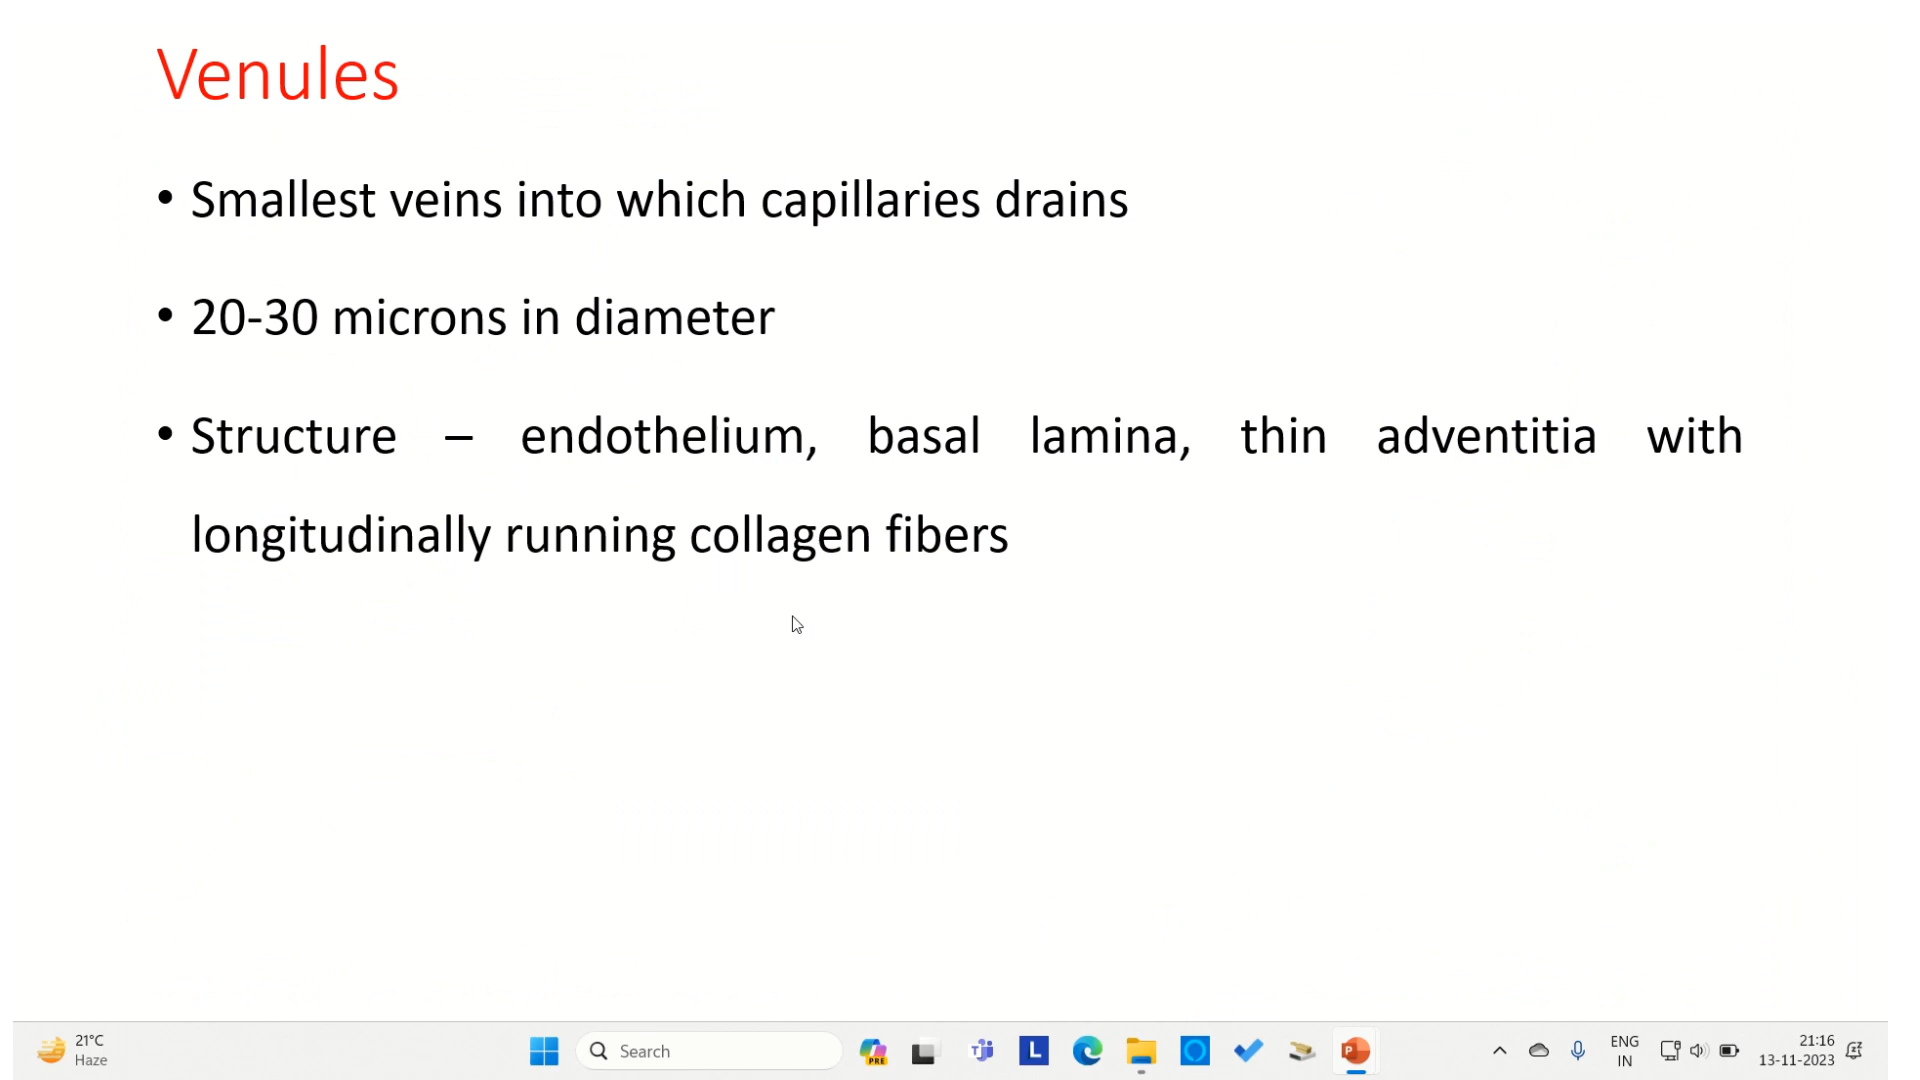 Venules
• Smallest veins into which capillaries drains
• 20-30 microns in diameter
• Structure – endothelium, basal lamina, thin adventitia with
longitudinally running collagen fibers
21°C
Haze
Search
PRE
L
ENG
IN
21:16
13-11-2023